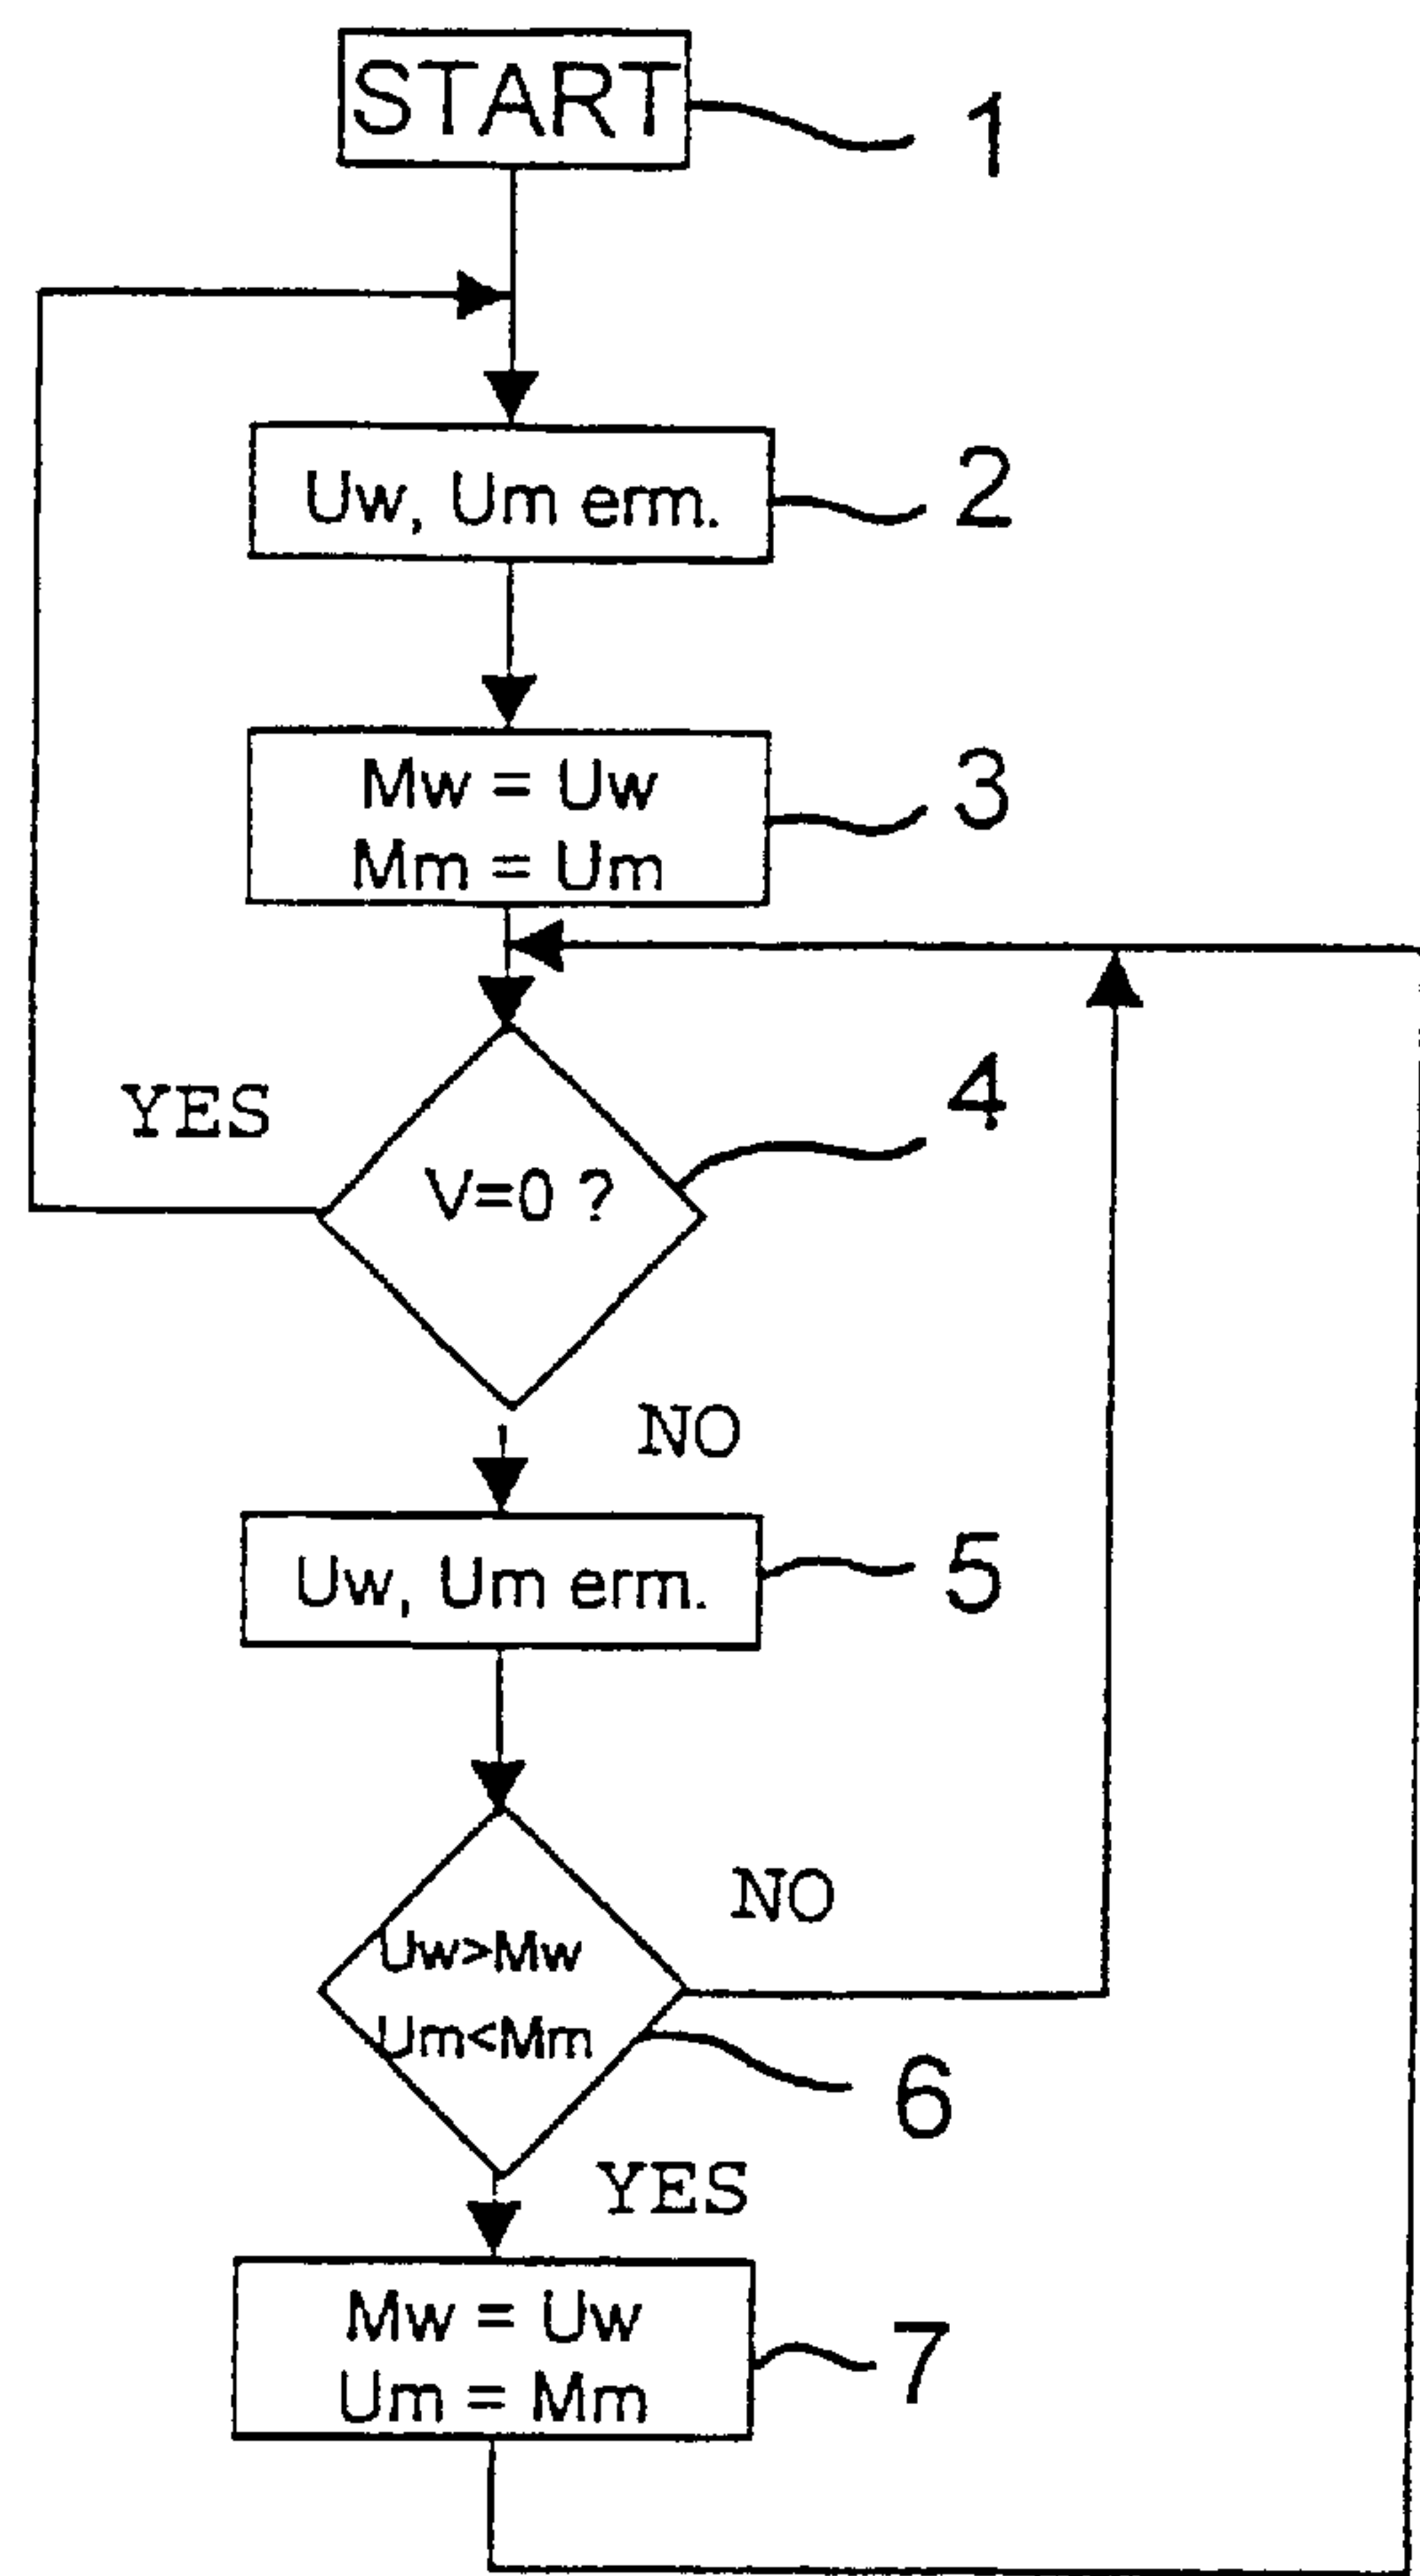 START
1
Uw, Um erm.
2
Mw = Uw
Mm = Um
3
YES
V=0 ?
4
NO
Uw, Um erm.
5
Uw>Mw
Um<Mm
NO
6
YES
Mw = Uw
Um = Mm
7